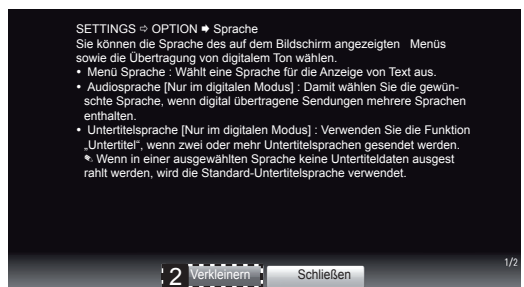 SETTINGS ⇨ OPTION ➡ Sprache
Sie können die Sprache des auf dem Bildschirm angezeigten Menüs
sowie die Übertragung von digitalem Ton wählen.
• Menü Sprache : Wählt eine Sprache für die Anzeige von Text aus.
• Audiosprache [Nur im digitalen Modus] : Damit wählen Sie die gewün-
schte Sprache, wenn digital übertragene Sendungen mehrere Sprachen
enthalten.
• Untertitelsprache [Nur im digitalen Modus] : Verwenden Sie die Funktion
„Untertitel“, wenn zwei oder mehr Untertitelsprachen gesendet werden.
✎ Wenn in einer ausgewählten Sprache keine Untertiteldaten ausgest
rahlt werden, wird die Standard-Untertitelsprache verwendet.
1/2
2 Verkleinern Schließen